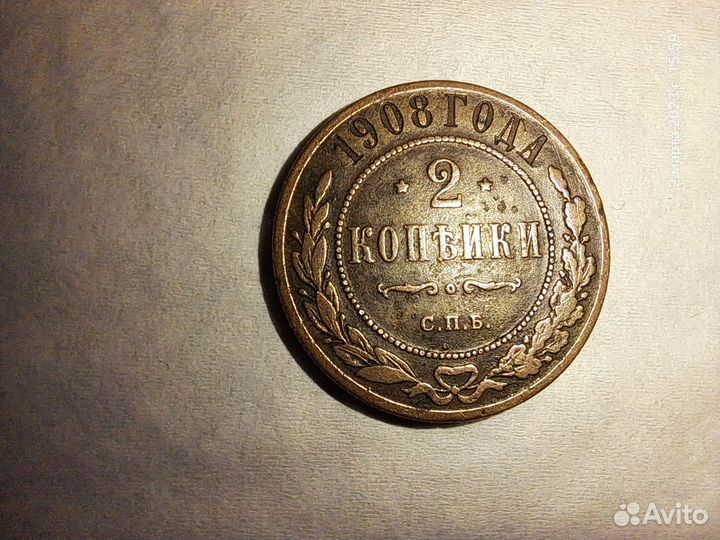 1908 ГОДА
* 2 *
КОПѢЙКИ
С.П.Б.
2 марта 2023 г. 15:59
Avito